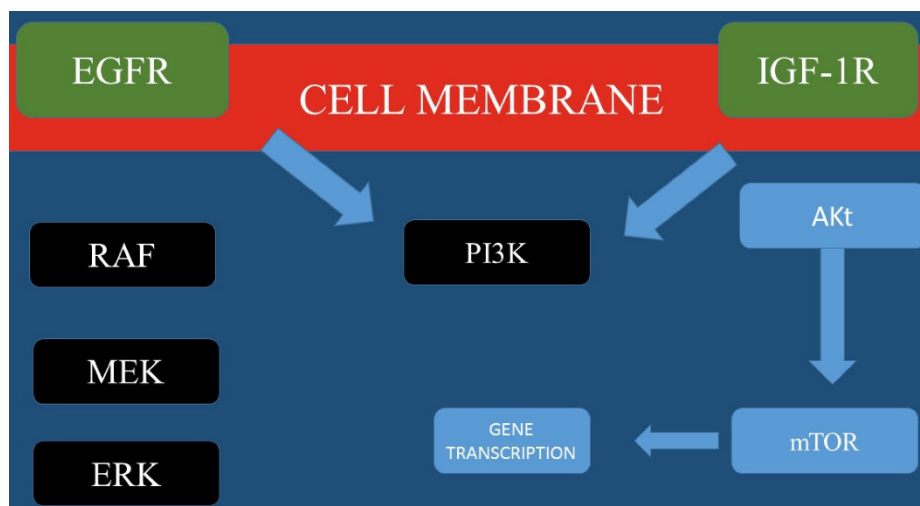 EGFR
CELL MEMBRANE
IGF-1R
RAF
PI3K
AKt
MEK
GENE
TRANSCRIPTION
mTOR
ERK